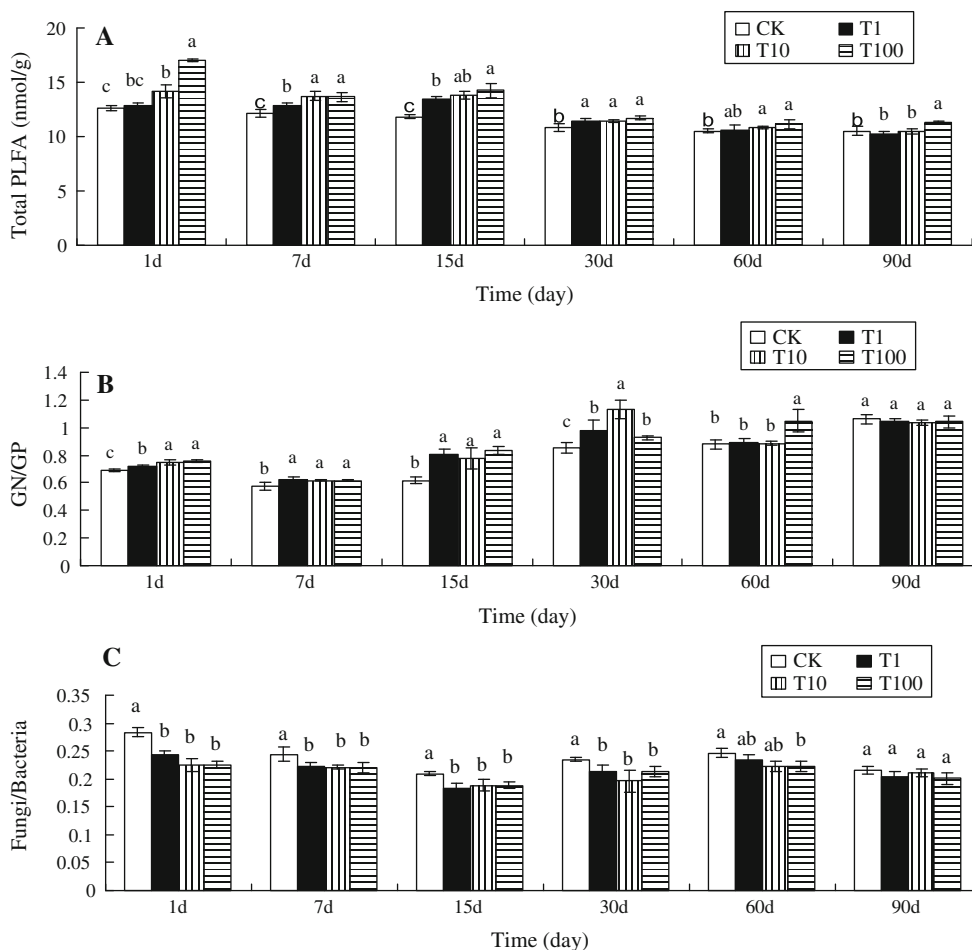 A
CK T1
T10 T100
20
15
10
5
0
Total PLFA (nmol/g)
c bc b a
c b a a
c b ab a
b a a a
b ab a a
b b b a
1d 7d 15d 30d 60d 90d
Time (day)
B
CK T1
T10 T100
1.4
1.2
1
0.8
0.6
0.4
0.2
0
GN/GP
c b a a
b a a a
b a a a
c b a b
b b b a
a a a a
1d 7d 15d 30d 60d 90d
Time (day)
C
CK T1
T10 T100
0.35
0.3
0.25
0.2
0.15
0.1
0.05
0
Fungi/Bacteria
a b b b
a b b b
a b b b
a b b b
a ab ab b
a a a a
1d 7d 15d 30d 60d 90d
Time (day)